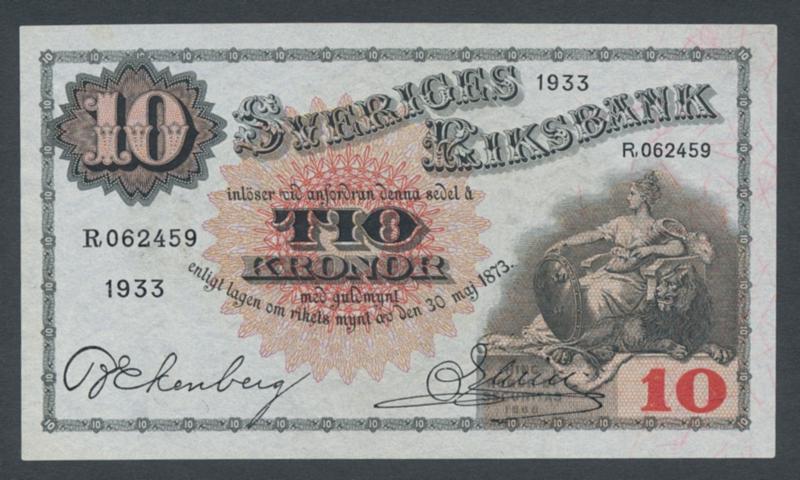 10
SVERIGES
1933
RIKSBANK
R,062459
inlöser vid anfordran denna sedel å
TIO
R,062459
KRONOR
1933
med guldmynt
enligt lagen om rikets mynt av den 30 maj 1873.
10